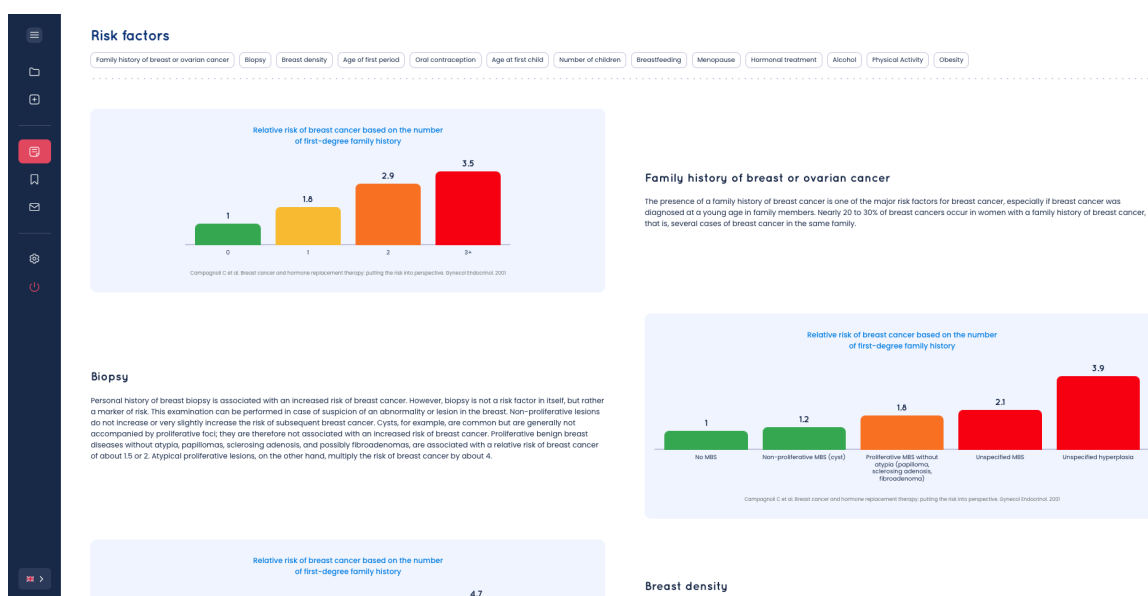 Risk factors
Family history of breast or ovarian cancer
Biopsy
Breast density
Age of first period
Oral contraception
Age at first child
Number of children
Breastfeeding
Menopause
Hormonal treatment
Alcohol
Physical Activity
Obesity
Relative risk of breast cancer based on the number
of first-degree family history
1
1.8
2.9
3.5
0
1
2
3+
Campagnoli C et al. Breast cancer and hormone replacement therapy: putting the risk into perspective. Gynecol Endocrinol. 2001
Family history of breast or ovarian cancer
The presence of a family history of breast cancer is one of the major risk factors for breast cancer, especially if breast cancer was
diagnosed at a young age in family members. Nearly 20 to 30% of breast cancers occur in women with a family history of breast cancer,
that is, several cases of breast cancer in the same family.
Biopsy
Personal history of breast biopsy is associated with an increased risk of breast cancer. However, biopsy is not a risk factor in itself, but rather
a marker of risk. This examination can be performed in case of suspicion of an abnormality or lesion in the breast. Non-proliferative lesions
do not increase or very slightly increase the risk of subsequent breast cancer. Cysts, for example, are common but are generally not
accompanied by proliferative foci; they are therefore not associated with an increased risk of breast cancer. Proliferative benign breast
diseases without atypia, papillomas, sclerosing adenosis, and possibly fibroadenomas, are associated with a relative risk of breast cancer
of about 1.5 or 2. Atypical proliferative lesions, on the other hand, multiply the risk of breast cancer by about 4.
Relative risk of breast cancer based on the number
of first-degree family history
1
1.2
1.8
2.1
3.9
No MBS
Non-proliferative MBS (cyst)
Proliferative MBS without
atypia (papilloma,
sclerosing adenosis,
fibroadenoma)
Unspecified MBS
Unspecified hyperplasia
Campagnoli C et al. Breast cancer and hormone replacement therapy: putting the risk into perspective. Gynecol Endocrinol. 2001
Relative risk of breast cancer based on the number
of first-degree family history
4.7
Breast density